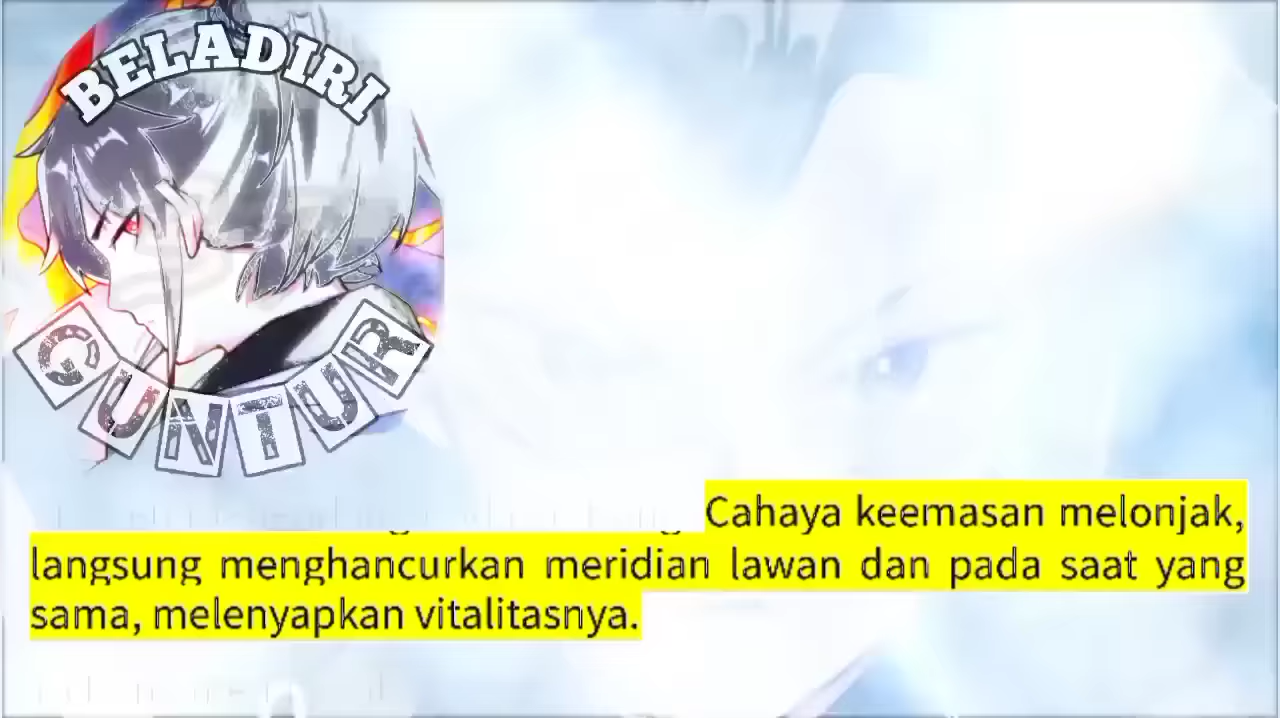 BELADIRI
GUNTUR
Cahaya keemasan melonjak,
langsung menghancurkan meridian lawan dan pada saat yang
sama, melenyapkan vitalitasnya.